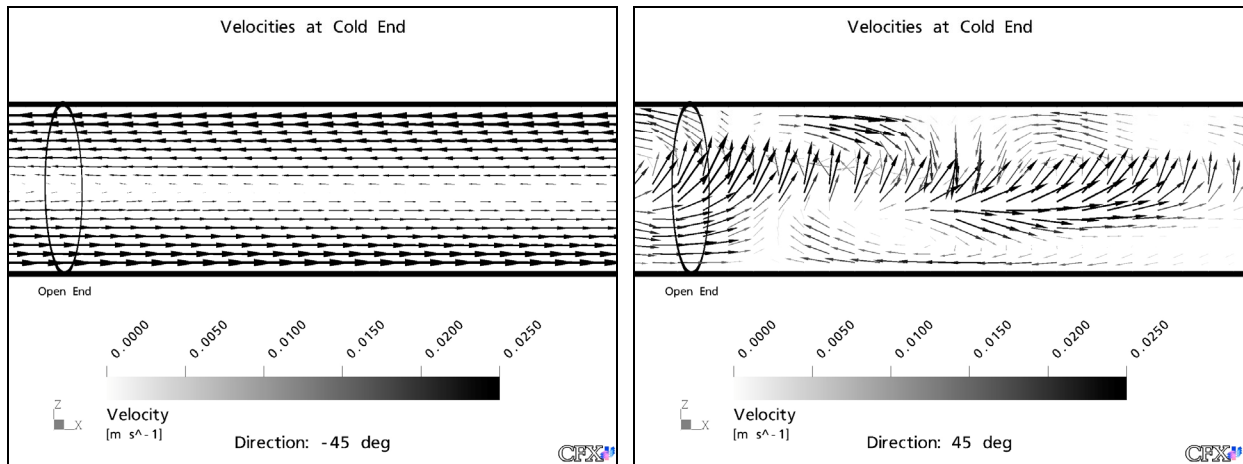 Velocities at Cold End
Open End
0.0000
0.0050
0.0100
0.0150
0.0200
0.0250
Velocity
[m s^-1]
Z
X
Direction: -45 deg
CFX
Velocities at Cold End
Open End
0.0000
0.0050
0.0100
0.0150
0.0200
0.0250
Velocity
[m s^-1]
Z
X
Direction: 45 deg
CFX